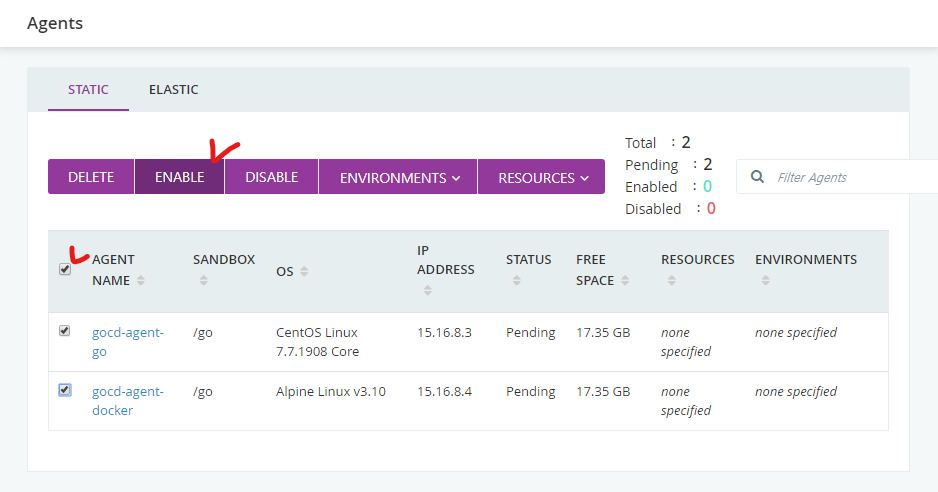 Agents
STATIC ELASTIC
DELETE ENABLE DISABLE ENVIRONMENTS RESOURCES
Total : 2
Pending : 2
Enabled : 0
Disabled : 0
Filter Agents
AGENT NAME SANDBOX OS IP ADDRESS STATUS FREE SPACE RESOURCES ENVIRONMENTS
gocd-agent-go /go CentOS Linux 7.7.1908 Core 15.16.8.3 Pending 17.35 GB none specified none specified
gocd-agent-docker /go Alpine Linux v3.10 15.16.8.4 Pending 17.35 GB none specified none specified